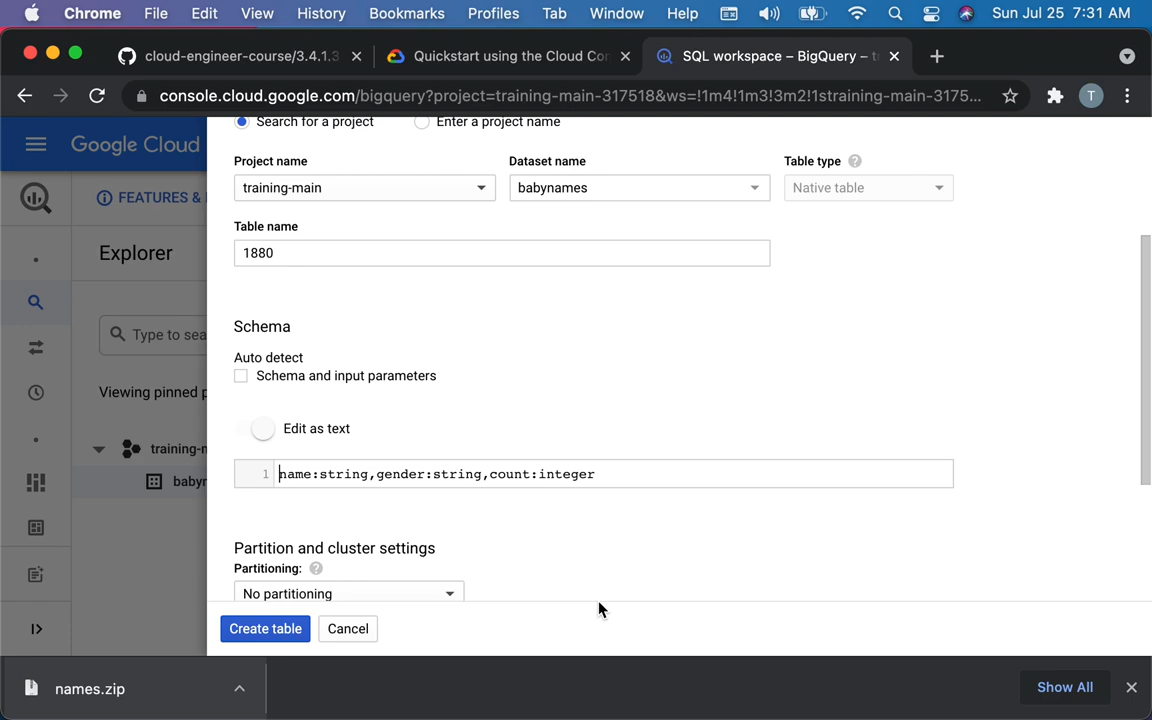 Chrome File Edit View History Bookmarks Profiles Tab Window Help Sun Jul 25 7:31 AM
cloud-engineer-course/3.4.1.3 Quickstart using the Cloud Con SQL workspace – BigQuery – t
console.cloud.google.com/bigquery?project=training-main-317518&ws=!1m4!1m3!3m2!1straining-main-3175... T
Search for a project Enter a project name
Google Cloud
Project name Dataset name Table type ?
training-main babynames Native table
FEATURES &
Table name
Explorer 1880
Schema
Type to sea
Auto detect
Schema and input parameters
Viewing pinned p
Edit as text
training-m
1 name:string,gender:string,count:integer
babyn
Partition and cluster settings
Partitioning: ?
No partitioning
Create table Cancel
names.zip Show All